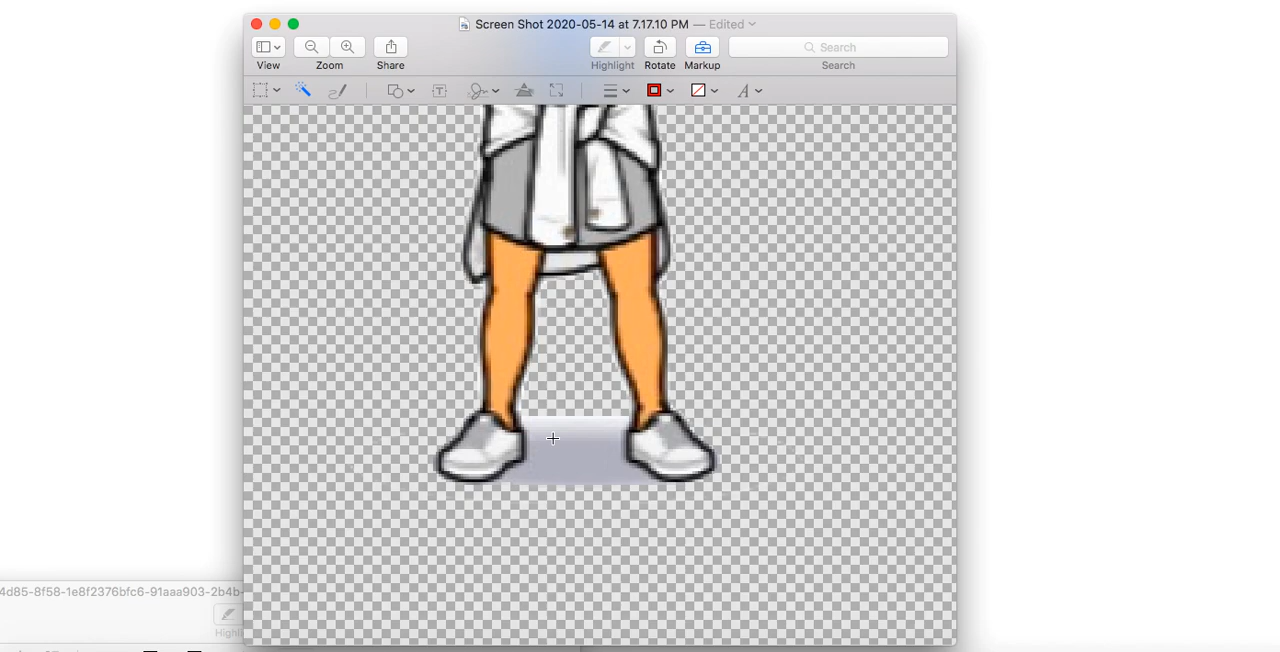 Screen Shot 2020-05-14 at 7.17.10 PM — Edited
Search
View Zoom Share Highlight Rotate Markup Search
T A
4d85-8f58-1e8f2376bfc6-91aaa903-2b4b-
Highli